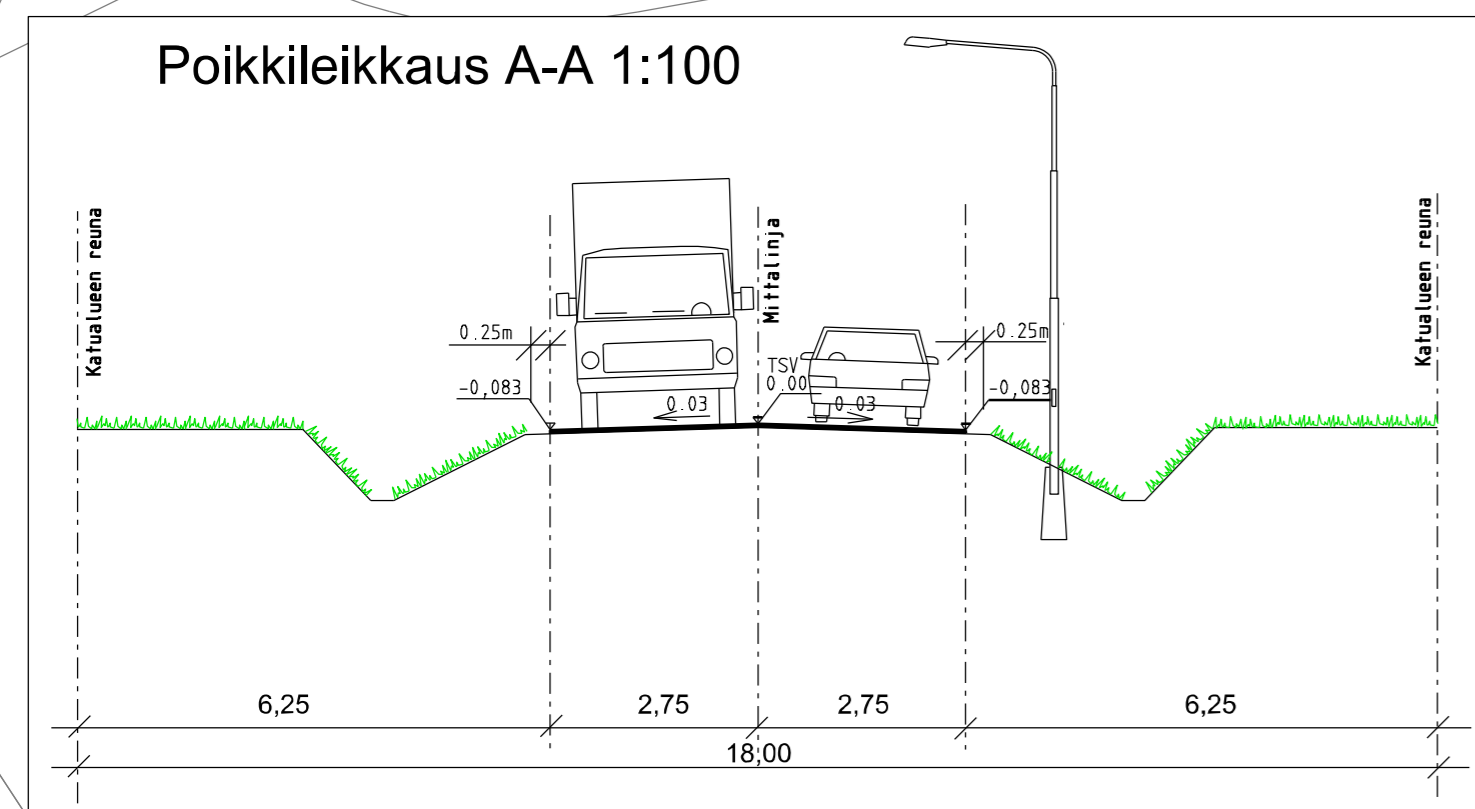 Poikkileikkaus A-A 1:100
Katualueen reuna
Mittalinja
Katualueen reuna
0.25m
0.25m
TSV
0.00
-0,083
-0,083
0.03
0.03
6,25
2,75
2,75
6,25
18,00